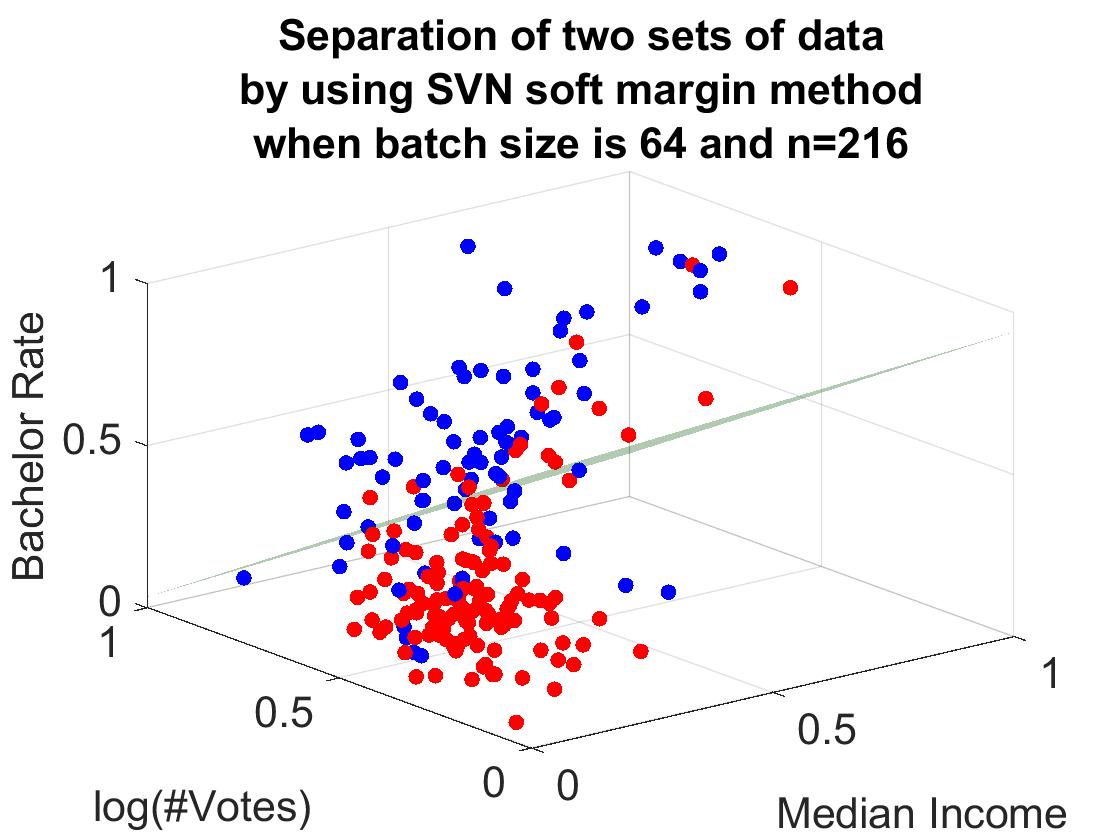 Separation of two sets of data
by using SVN soft margin method
when batch size is 64 and n=216
1
0.5
0
Bachelor Rate
1
0.5
0
log(#Votes)
0
0.5
1
Median Income